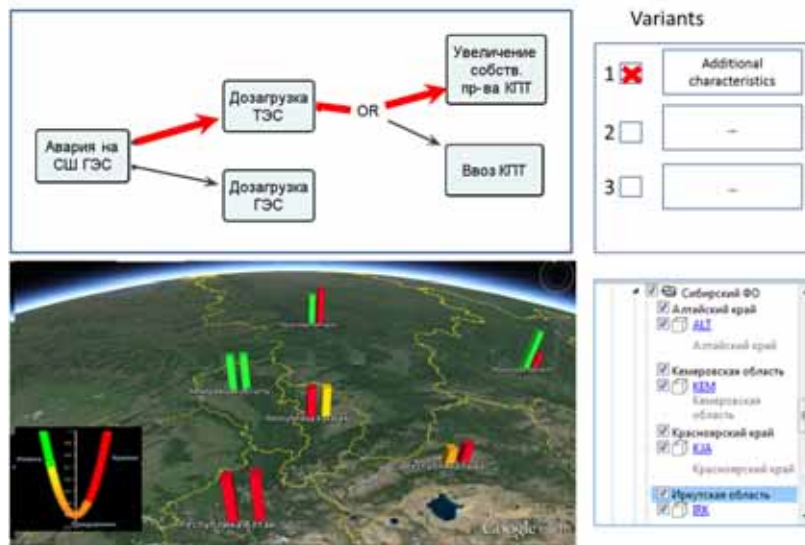 Variants
Авария на
СШ ГЭС
Дозагрузка
ТЭС
Дозагрузка
ГЭС
OR
Увеличение
собств.
пр-ва КПТ
Ввоз КПТ
1
Additional
characteristics
2
...
3
...
Республика Алтай
Google
Сибирский ФО
Алтайский край
ALT
Алтайский край
Кемеровская область
KEM
Кемеровская
область
Красноярский край
KJA
Красноярский край
Иркутская область
IRK